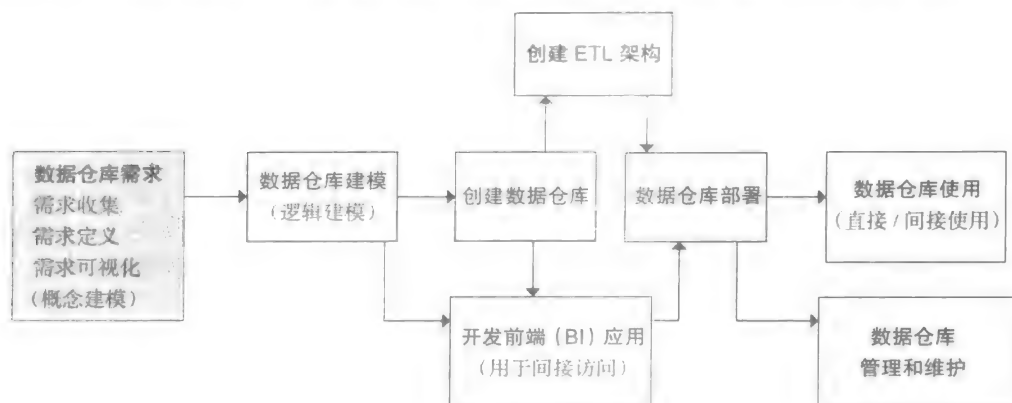 创建 ETL 架构
数据仓库需求
需求收集
需求定义
需求可视化
(概念建模)
数据仓库建模
(逻辑建模)
创建数据仓库
数据仓库部署
数据仓库使用
(直接/间接使用)
开发前端(BI)应用
(用于间接访问)
数据仓库
管理和维护